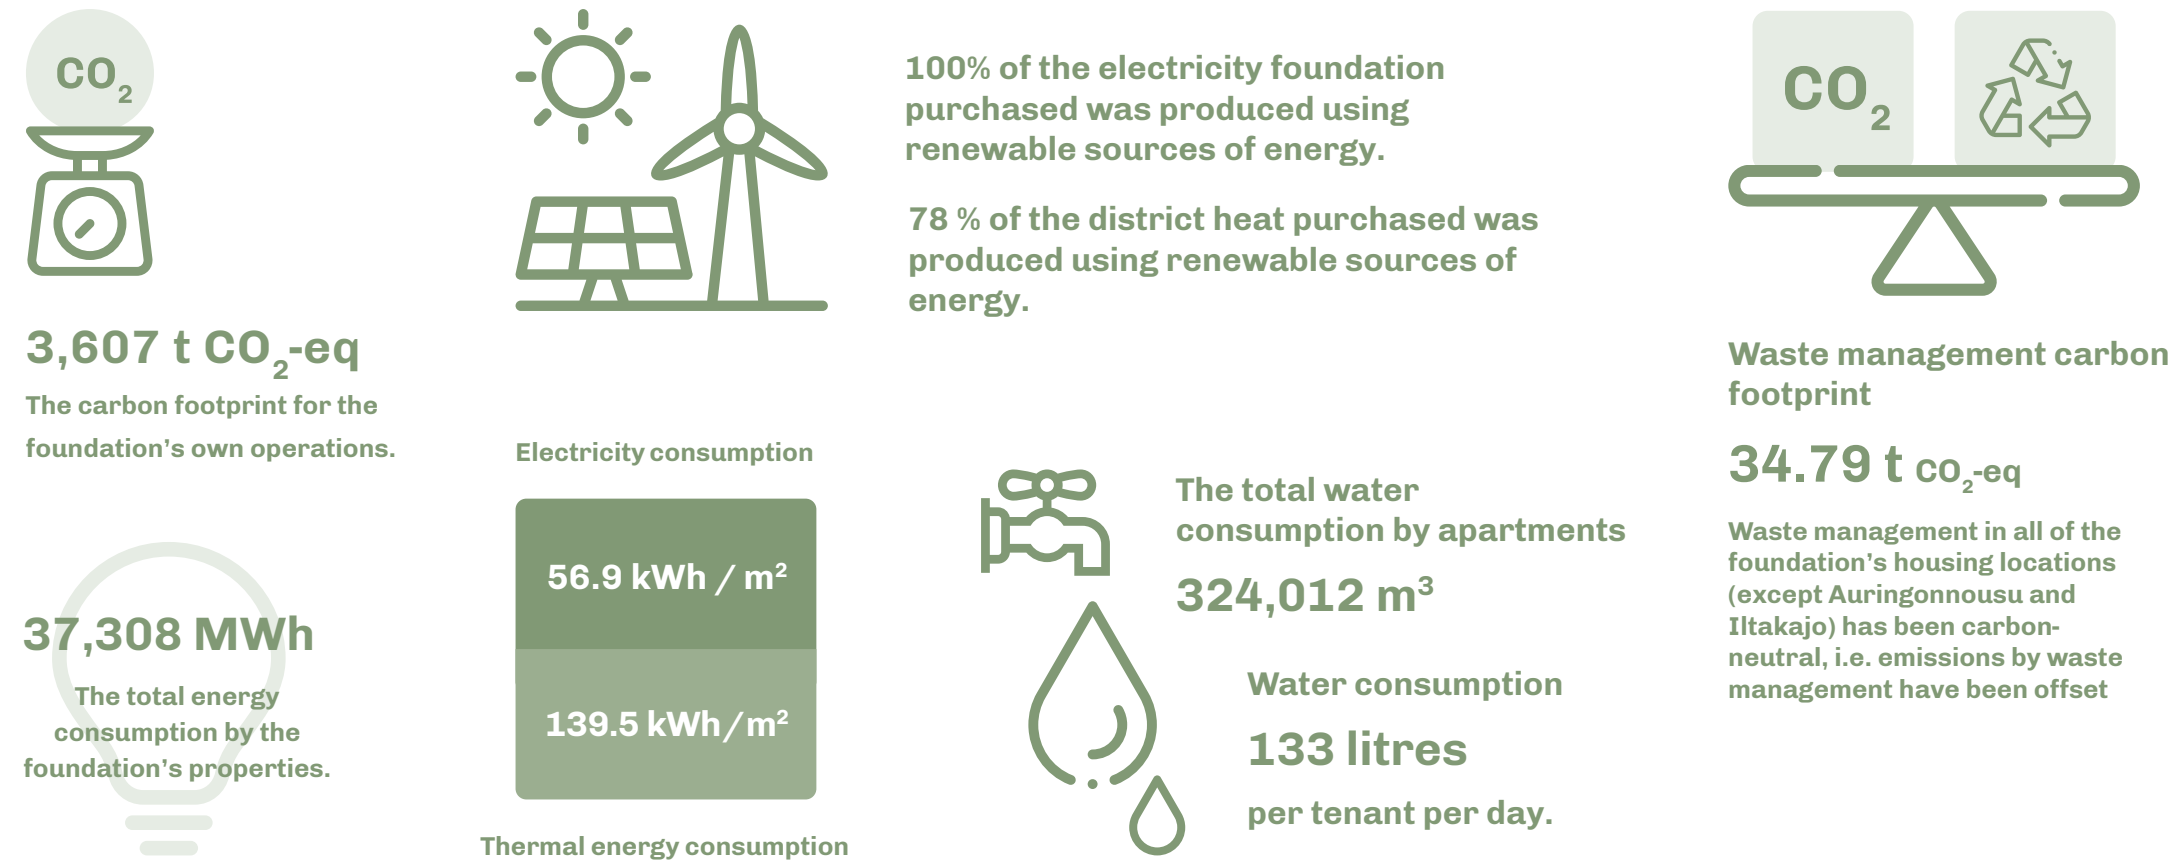 CO2
3,607 t CO2-eq
The carbon footprint for the
foundation’s own operations.
37,308 MWh
The total energy
consumption by the
foundation’s properties.
100% of the electricity foundation
purchased was produced using
renewable sources of energy.
78 % of the district heat purchased was
produced using renewable sources of
energy.
Electricity consumption
56.9 kWh / m²
139.5 kWh/m²
Thermal energy consumption
The total water
consumption by apartments
324,012 m³
Water consumption
133 litres
per tenant per day.
CO2
Waste management carbon
footprint
34.79 t CO2-eq
Waste management in all of the
foundation’s housing locations
(except Auringonnousu and
Iltakajo) has been carbon-
neutral, i.e. emissions by waste
management have been offset